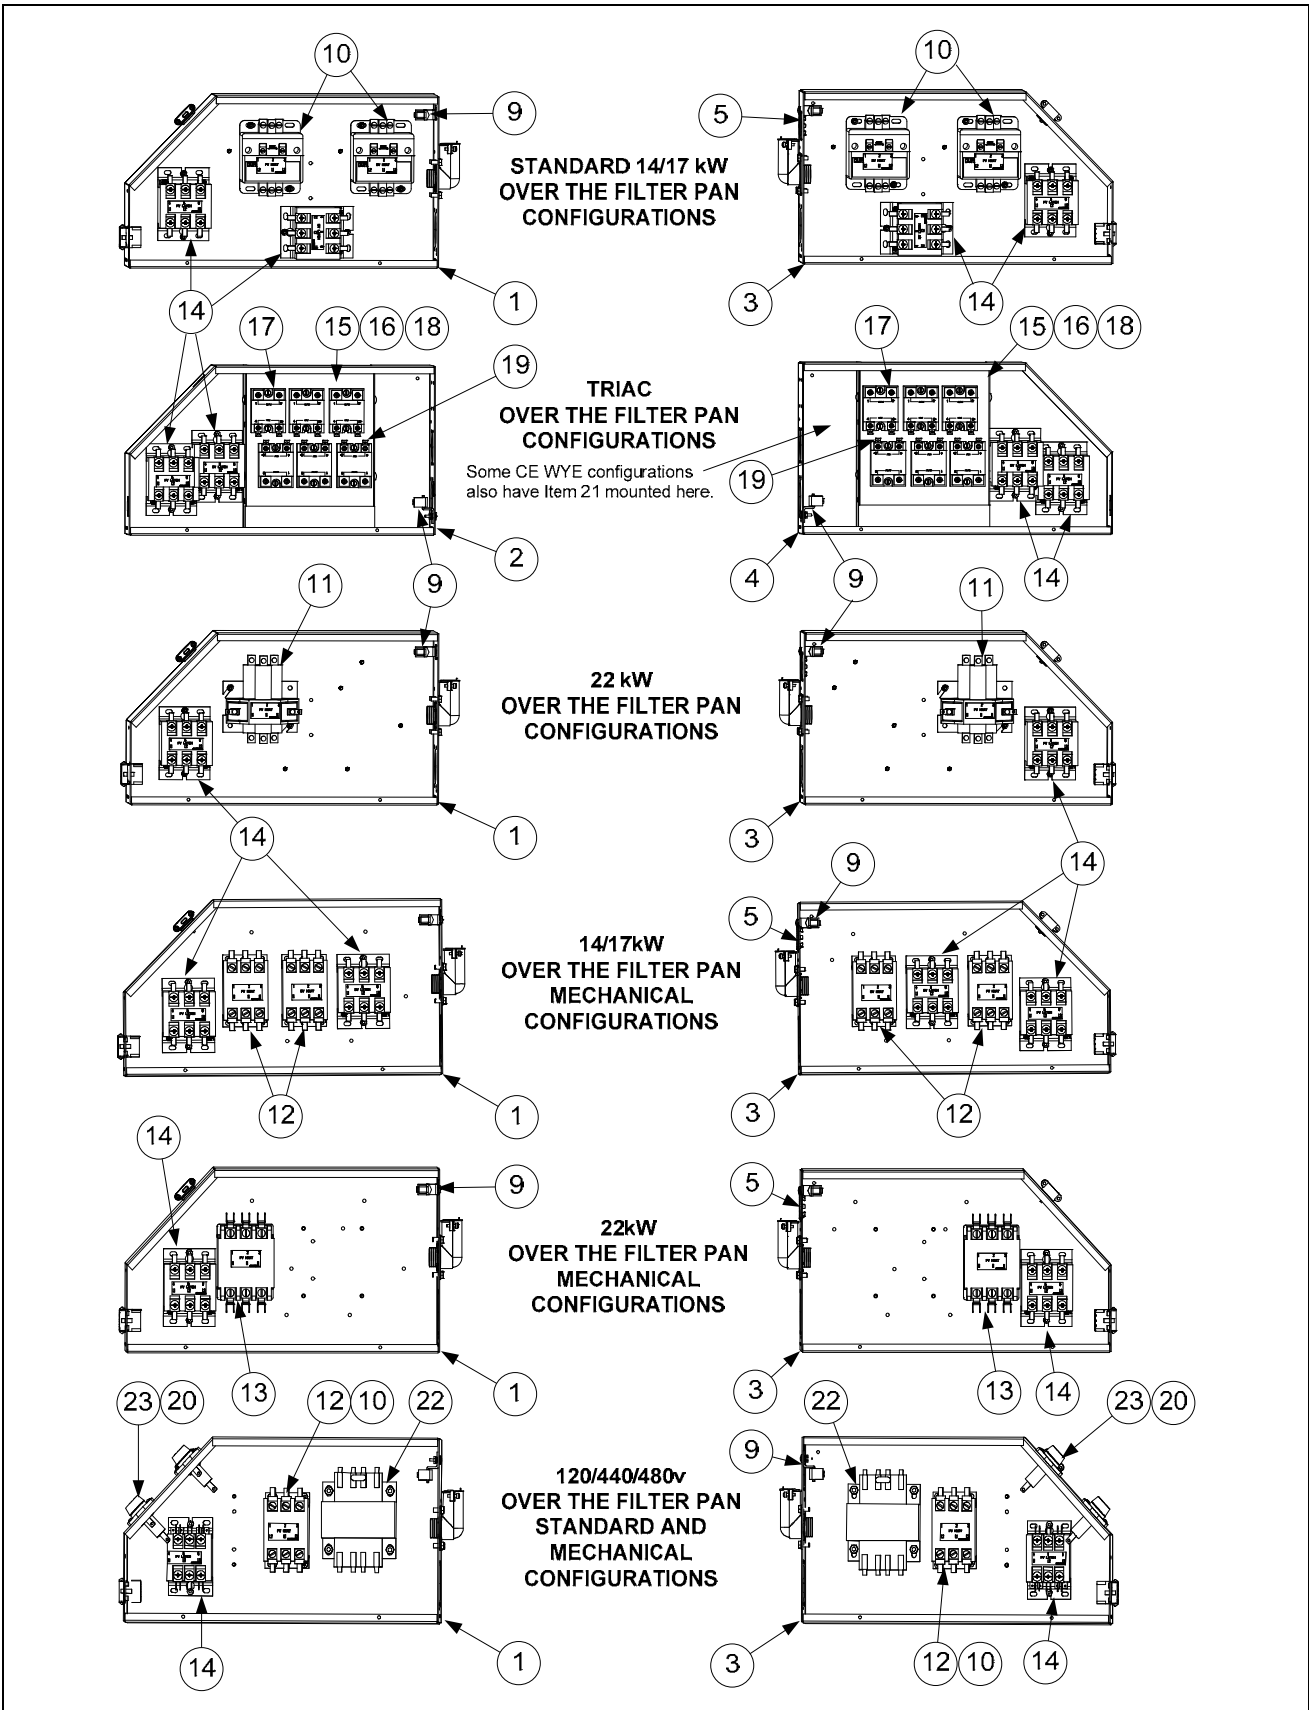 10
9
5
10
STANDARD 14/17 kW
OVER THE FILTER PAN
CONFIGURATIONS
14
1
3
14
17
15 16 18
19
17
15 16 18
TRIAC
OVER THE FILTER PAN
CONFIGURATIONS
Some CE WYE configurations
also have Item 21 mounted here.
19
2
9
4
9
14
11
11
22 kW
OVER THE FILTER PAN
CONFIGURATIONS
14
1
3
9
14
5
14/17kW
OVER THE FILTER PAN
MECHANICAL
CONFIGURATIONS
12
1
3
12
14
9
5
22kW
OVER THE FILTER PAN
MECHANICAL
CONFIGURATIONS
13
1
3
13
14
23 20
12 10
22
22
9
23 20
120/440/480v
OVER THE FILTER PAN
STANDARD AND
MECHANICAL
CONFIGURATIONS
14
1
3
12 10
14